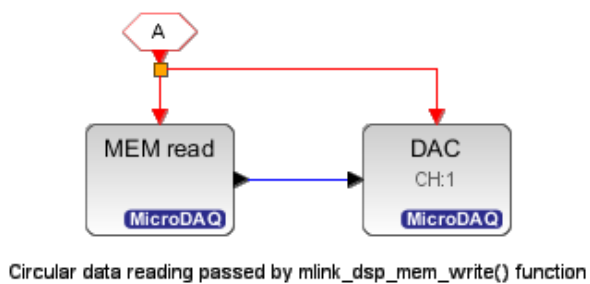 A
MEM read
MicroDAQ
DAC
CH:1
MicroDAQ
Circular data reading passed by mlink_dsp_mem_write() function